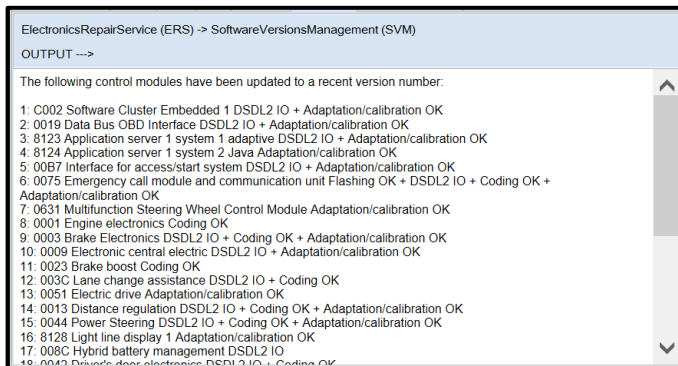 ElectronicsRepairService (ERS) -> SoftwareVersionsManagement (SVM)
OUTPUT --->
The following control modules have been updated to a recent version number:
1: C002 Software Cluster Embedded 1 DSDL2 IO + Adaptation/calibration OK
2: 0019 Data Bus OBD Interface DSDL2 IO + Adaptation/calibration OK
3: 8123 Application server 1 system 1 adaptive DSDL2 IO + Adaptation/calibration OK
4: 8124 Application server 1 system 2 Java Adaptation/calibration OK
5: 00B7 Interface for access/start system DSDL2 IO + Adaptation/calibration OK
6: 0075 Emergency call module and communication unit Flashing OK + DSDL2 IO + Coding OK +
Adaptation/calibration OK
7: 0631 Multifunction Steering Wheel Control Module Adaptation/calibration OK
8: 0001 Engine electronics Coding OK
9: 0003 Brake Electronics DSDL2 IO + Coding OK + Adaptation/calibration OK
10: 0009 Electronic central electric DSDL2 IO + Adaptation/calibration OK
11: 0023 Brake boost Coding OK
12: 003C Lane change assistance DSDL2 IO + Coding OK
13: 0051 Electric drive Adaptation/calibration OK
14: 0013 Distance regulation DSDL2 IO + Coding OK + Adaptation/calibration OK
15: 0044 Power Steering DSDL2 IO + Coding OK + Adaptation/calibration OK
16: 8128 Light line display 1 Adaptation/calibration OK
17: 008C Hybrid battery management DSDL2 IO
18: 0042 Driver's door electronics DSDL2 IO + Coding OK